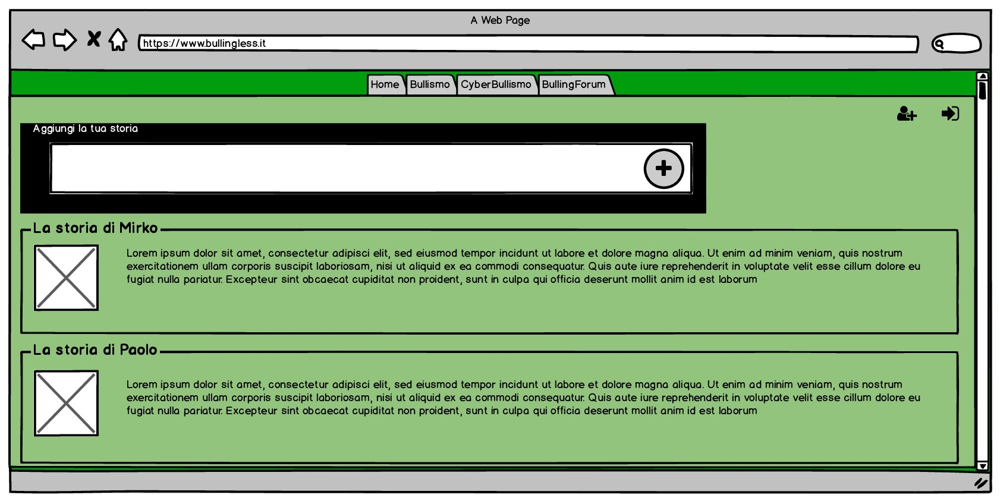 A Web Page
https://www.bullingless.it
Home Bullismo CyberBullismo BullingForum
Aggiungi la tua storia
La storia di Mirko
Lorem ipsum dolor sit amet, consectetur adipisci elit, sed eiusmod tempor incidunt ut labore et dolore magna aliqua. Ut enim ad minim veniam, quis nostrum
exercitationem ullam corporis suscipit laboriosam, nisi ut aliquid ex ea commodi consequatur. Quis aute iure reprehenderit in voluptate velit esse cillum dolore eu
fugiat nulla pariatur. Excepteur sint obcaecat cupiditat non proident, sunt in culpa qui officia deserunt mollit anim id est laborum
La storia di Paolo
Lorem ipsum dolor sit amet, consectetur adipisci elit, sed eiusmod tempor incidunt ut labore et dolore magna aliqua. Ut enim ad minim veniam, quis nostrum
exercitationem ullam corporis suscipit laboriosam, nisi ut aliquid ex ea commodi consequatur. Quis aute iure reprehenderit in voluptate velit esse cillum dolore eu
fugiat nulla pariatur. Excepteur sint obcaecat cupiditat non proident, sunt in culpa qui officia deserunt mollit anim id est laborum